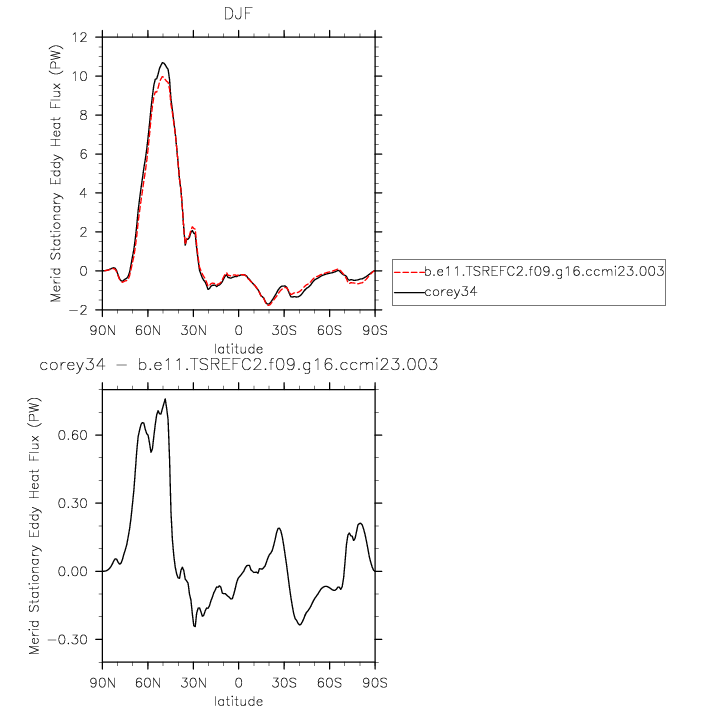 DJF
Merid Stationary Eddy Heat Flux (PW)
12
10
8
6
4
2
0
−2
90N 60N 30N 0 30S 60S 90S
latitude
b.e11.TSREFC2.f09.g16.ccmi23.003
corey34
corey34 − b.e11.TSREFC2.f09.g16.ccmi23.003
Merid Stationary Eddy Heat Flux (PW)
0.60
0.30
0.00
−0.30
90N 60N 30N 0 30S 60S 90S
latitude